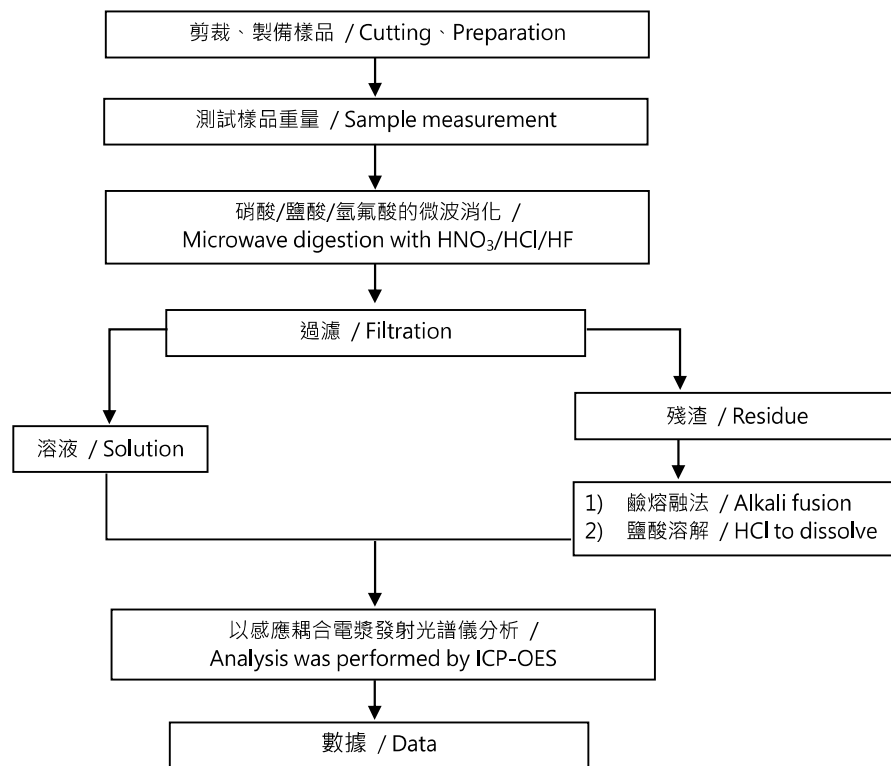 剪裁、製備樣品 / Cutting、Preparation
測試樣品重量 / Sample measurement
硝酸/鹽酸/氫氟酸的微波消化 /
Microwave digestion with HNO₃/HCl/HF
過濾 / Filtration
溶液 / Solution
殘渣 / Residue
1) 鹼熔融法 / Alkali fusion
2) 鹽酸溶解 / HCl to dissolve
以感應耦合電漿發射光譜儀分析 /
Analysis was performed by ICP-OES
數據 / Data